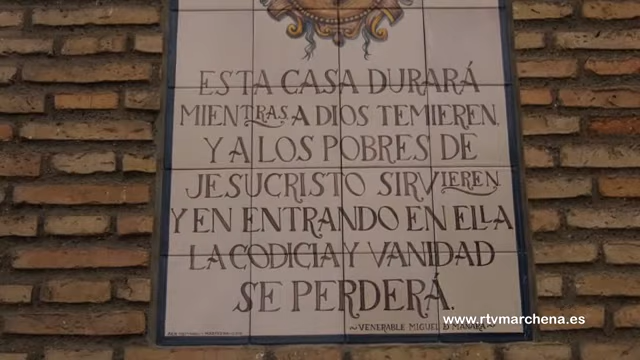 ESTA CASA DURARÁ
MIENTRAS A DIOS TEMIEREN,
Y A LOS POBRES DE
JESUCRISTO SIRVIEREN
Y EN ENTRANDO EN ELLA
LA CODICIA Y VANIDAD
SE PERDERÁ.
~VENERABLE MIGUEL D MAÑARA~
www.rtvmarchena.es